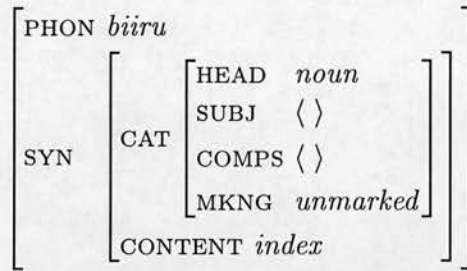 PHON biiru
HEAD noun
SUBJ ⟨ ⟩
CAT
COMPS ⟨ ⟩
SYN
MKNG unmarked
CONTENT index